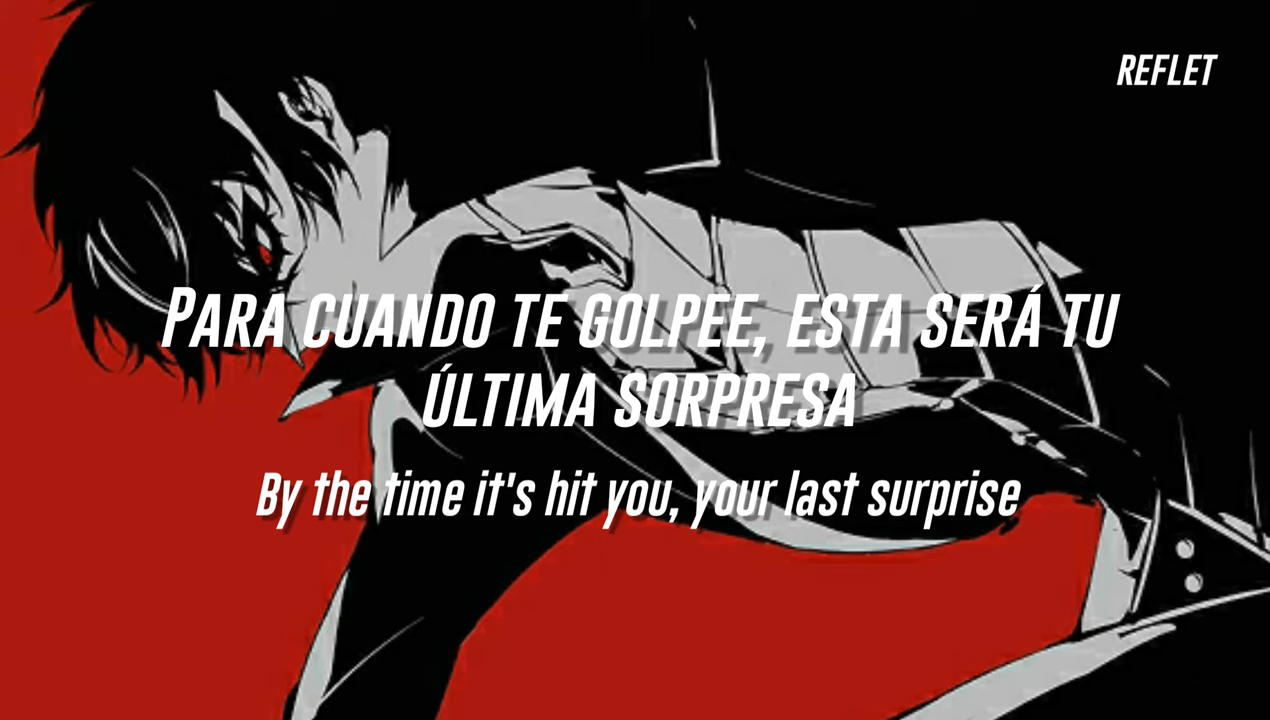 REFLET
PARA CUANDO TE GOLPEE, ESTA SERÁ TU
ÚLTIMA SORPRESA
By the time it's hit you, your last surprise